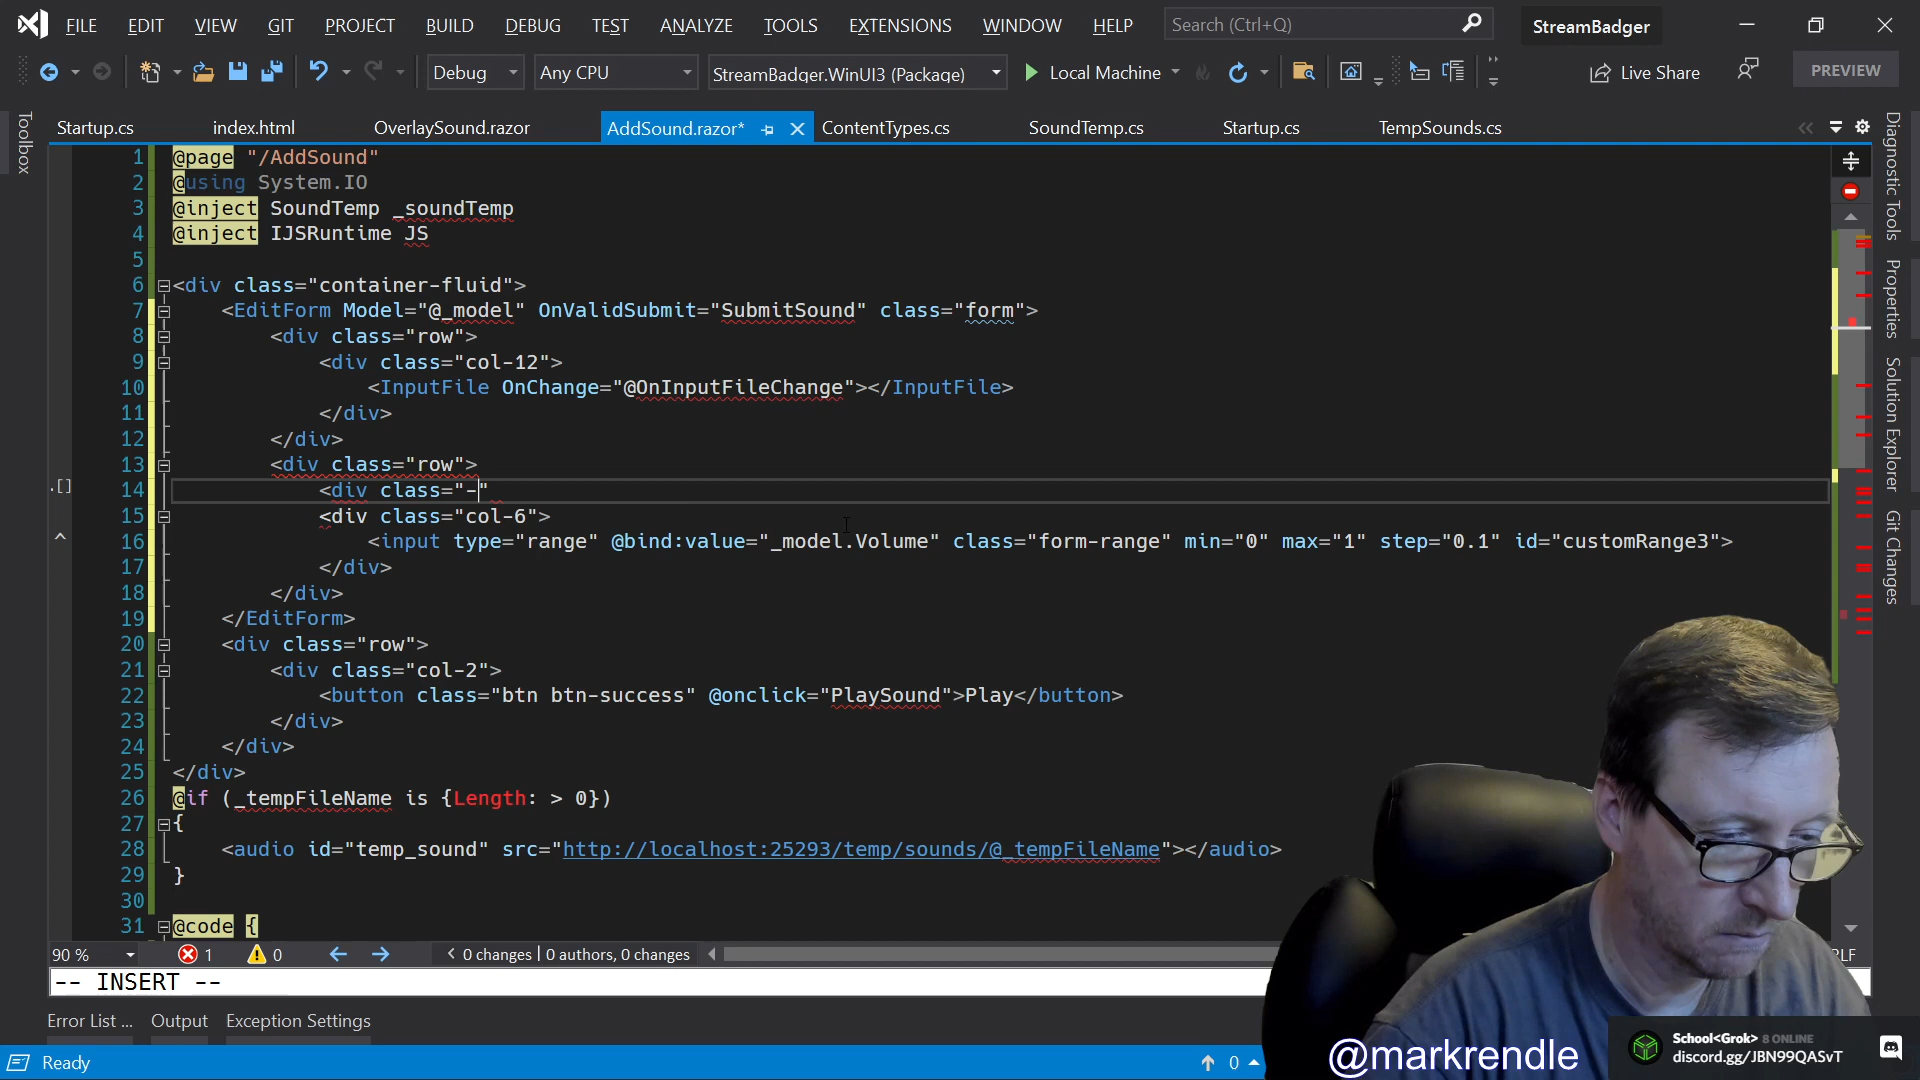 FILE EDIT VIEW GIT PROJECT BUILD DEBUG TEST ANALYZE TOOLS EXTENSIONS WINDOW HELP Search (Ctrl+Q) StreamBadger
Debug Any CPU StreamBadger.WinUI3 (Package) Local Machine Live Share PREVIEW
Startup.cs index.html OverlaySound.razor AddSound.razor* ContentTypes.cs SoundTemp.cs Startup.cs TempSounds.cs
Toolbox
Diagnostic Tools
Properties
Solution Explorer
Git Changes
1 @page "/AddSound"
2 @using System.IO
3 @inject SoundTemp _soundTemp
4 @inject IJSRuntime JS
5
6 <div class="container-fluid">
7 <EditForm Model="@_model" OnValidSubmit="SubmitSound" class="form">
8 <div class="row">
9 <div class="col-12">
10 <InputFile OnChange="@OnInputFileChange"></InputFile>
11 </div>
12 </div>
13 <div class="row">
14 <div class="-"
15 <div class="col-6">
16 <input type="range" @bind:value="_model.Volume" class="form-range" min="0" max="1" step="0.1" id="customRange3">
17 </div>
18 </div>
19 </EditForm>
20 <div class="row">
21 <div class="col-2">
22 <button class="btn btn-success" @onclick="PlaySound">Play</button>
23 </div>
24 </div>
25 </div>
26 @if (_tempFileName is {Length: > 0})
27 {
28 <audio id="temp_sound" src="http://localhost:25293/temp/sounds/@_tempFileName"></audio>
29 }
30
31 @code {
90 % 1 0 0 changes | 0 authors, 0 changes
-- INSERT --
Error List ... Output Exception Settings
Ready 0
@markrendle
School<Grok> 8 ONLINE
discord.gg/JBN99QASvT